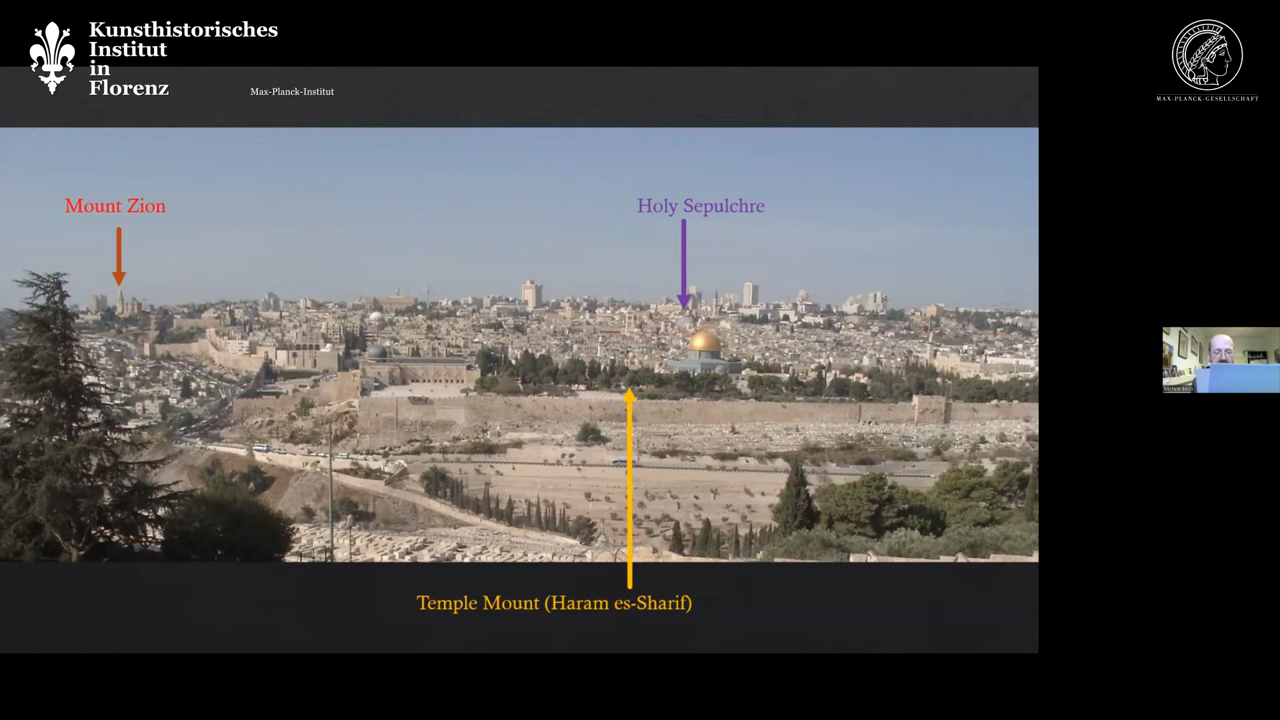 Kunsthistorisches
Institut
in
Florenz
Max-Planck-Institut
MAX-PLANCK-GESELLSCHAFT
Mount Zion
Holy Sepulchre
Temple Mount (Haram es-Sharif)